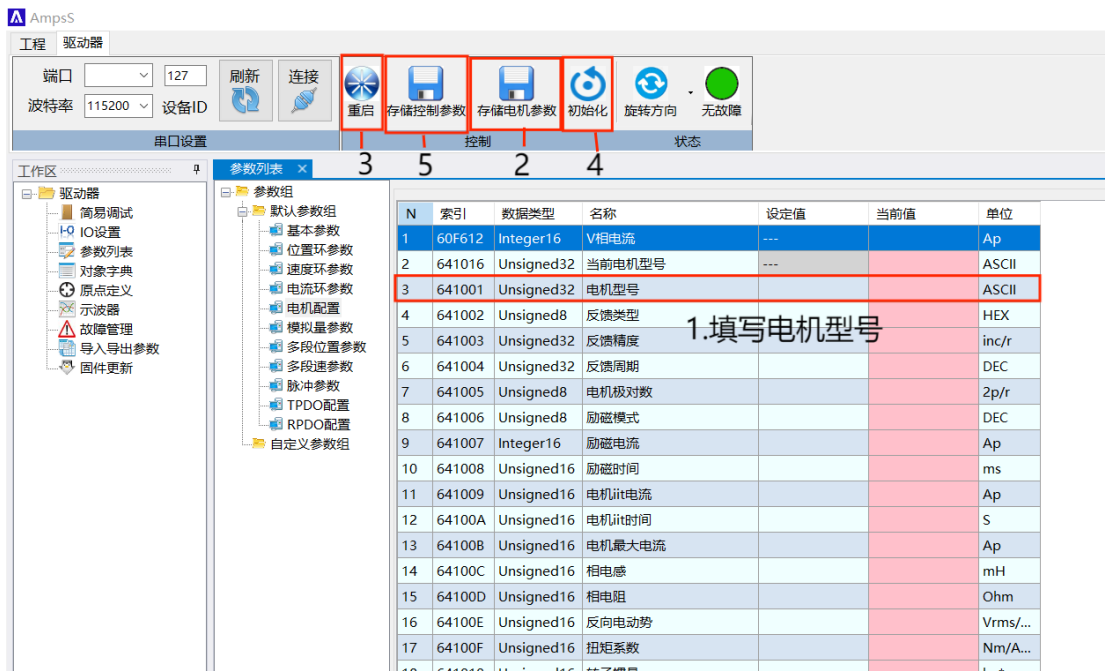 AmpsS
工程 驱动器
端口 127 刷新 连接
波特率 115200 设备ID
重启 存储控制参数 存储电机参数 初始化 旋转方向 无故障
串口设置 控制 状态
3 5 2 4
工作区
驱动器
简易调试
IO设置
参数列表
对象字典
原点定义
示波器
故障管理
导入导出参数
固件更新
参数列表
参数组
默认参数组
基本参数
位置环参数
速度环参数
电流环参数
电机配置
模拟量参数
多段位置参数
多段速参数
脉冲参数
TPDO配置
RPDO配置
自定义参数组
N 索引 数据类型 名称 设定值 当前值 单位
1 60F612 Integer16 V相电流 --- Ap
2 641016 Unsigned32 当前电机型号 --- ASCII
3 641001 Unsigned32 电机型号 ASCII
4 641002 Unsigned8 反馈类型 HEX
1.填写电机型号
5 641003 Unsigned32 反馈精度 inc/r
6 641004 Unsigned32 反馈周期 DEC
7 641005 Unsigned8 电机极对数 2p/r
8 641006 Unsigned8 励磁模式 DEC
9 641007 Integer16 励磁电流 Ap
10 641008 Unsigned16 励磁时间 ms
11 641009 Unsigned16 电机iit电流 Ap
12 64100A Unsigned16 电机iit时间 S
13 64100B Unsigned16 电机最大电流 Ap
14 64100C Unsigned16 相电感 mH
15 64100D Unsigned16 相电阻 Ohm
16 64100E Unsigned16 反向电动势 Vrms/...
17 64100F Unsigned16 扭矩系数 Nm/A...